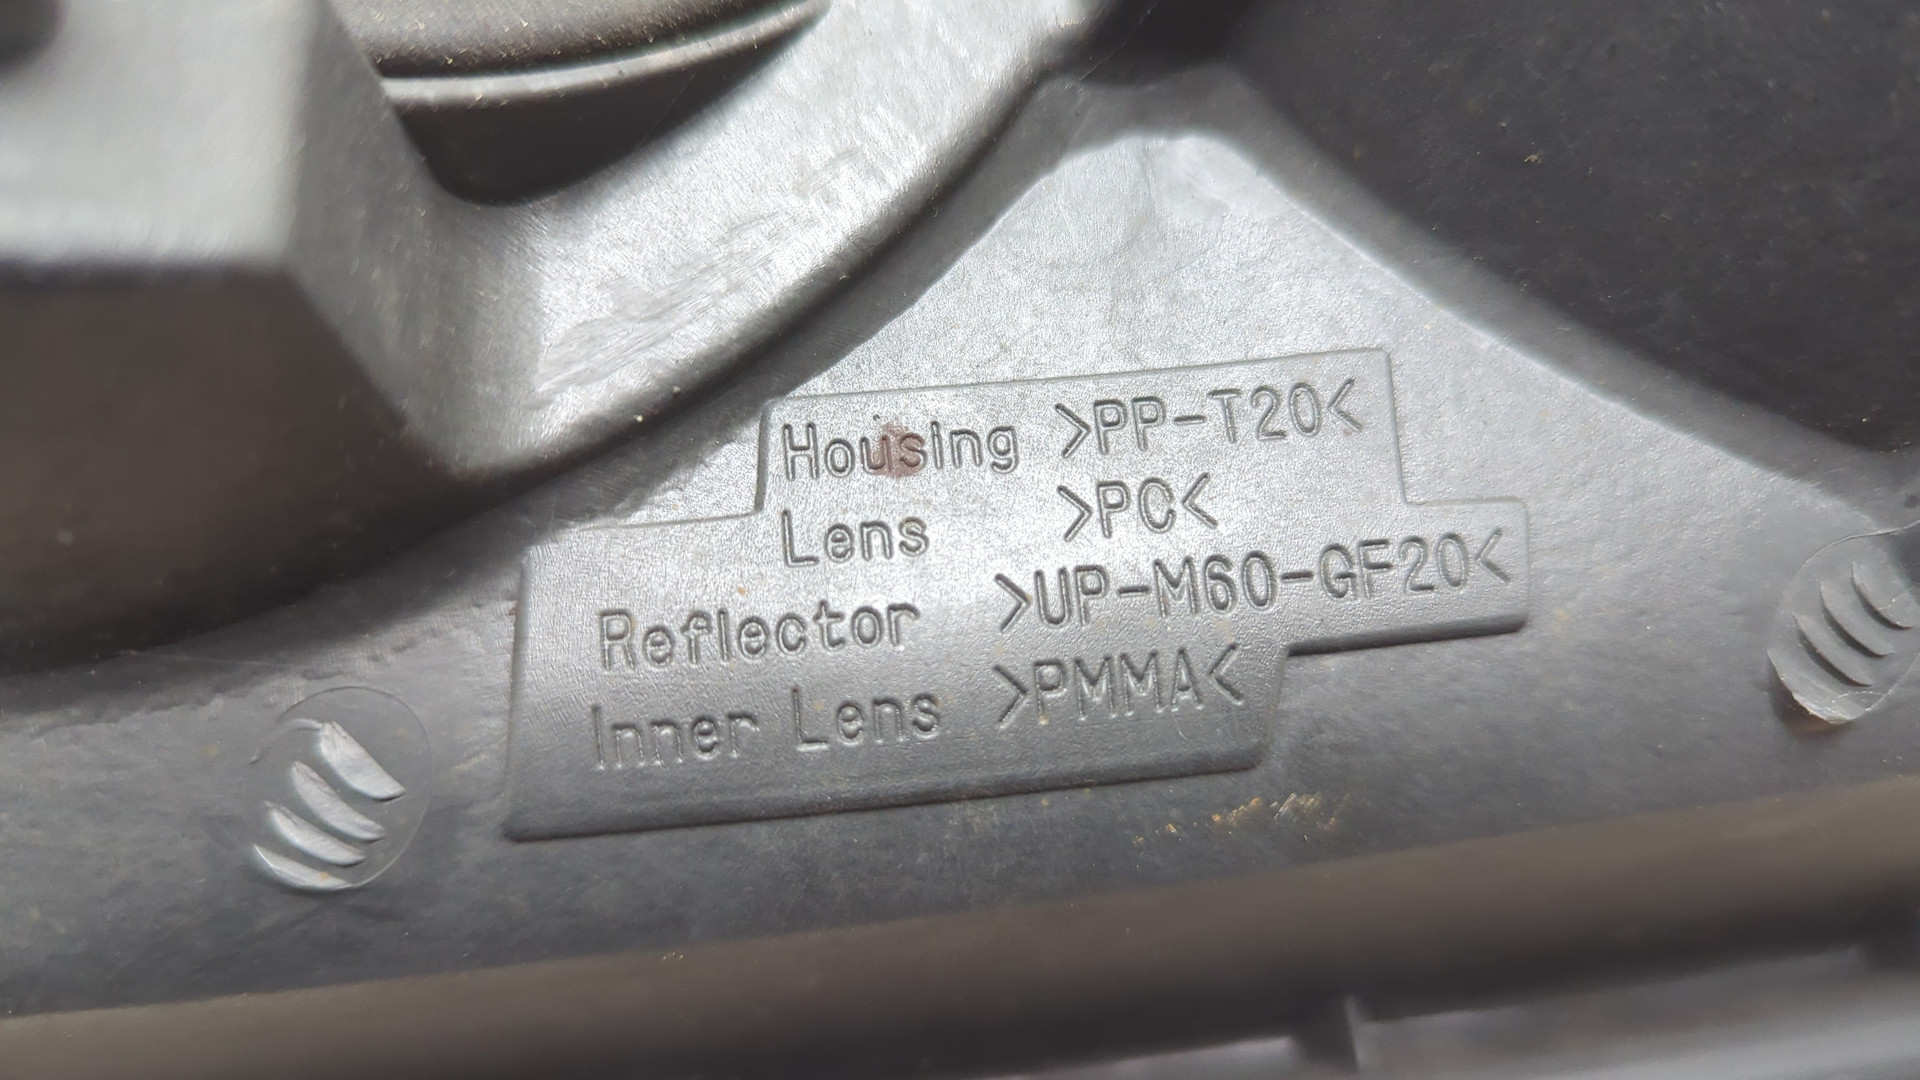 Housing >PP-T20<
Lens >PC<
Reflector >UP-M60-GF20<
Inner Lens >PMMA<